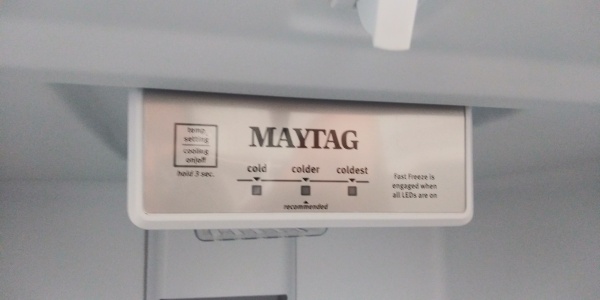 temp
setting
cooling
on/off
hold 3 sec.
MAYTAG
cold colder coldest
recommended
Fast Freeze is
engaged when
all LEDs are on